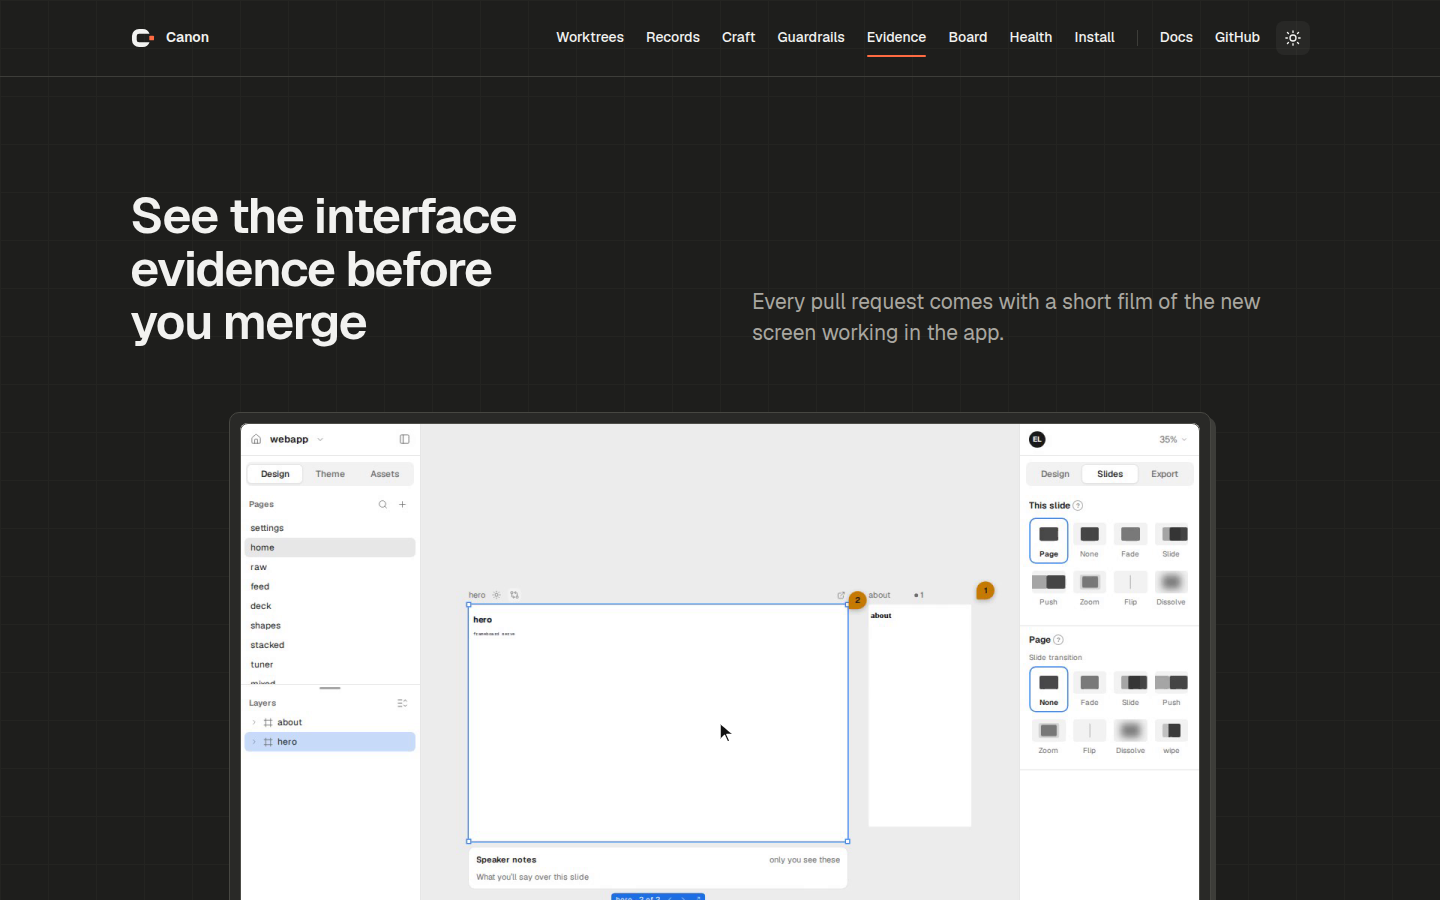 Canon
Worktrees Records Craft Guardrails Evidence Board Health Install Docs GitHub
See the interface
evidence before
you merge
Every pull request comes with a short film of the new
screen working in the app.
webapp
EL
35%
Design Theme Assets
Design Slides Export
Pages
settings
home
raw
feed
deck
shapes
stacked
tuner
mixed
Layers
about
hero
hero
2
about
1
1
hero
about
Speaker notes
only you see these
What you'll say over this slide
This slide
Page None Fade Slide
Push Zoom Flip Dissolve
Page
Slide transition
None Fade Slide Push
Zoom Flip Dissolve wipe